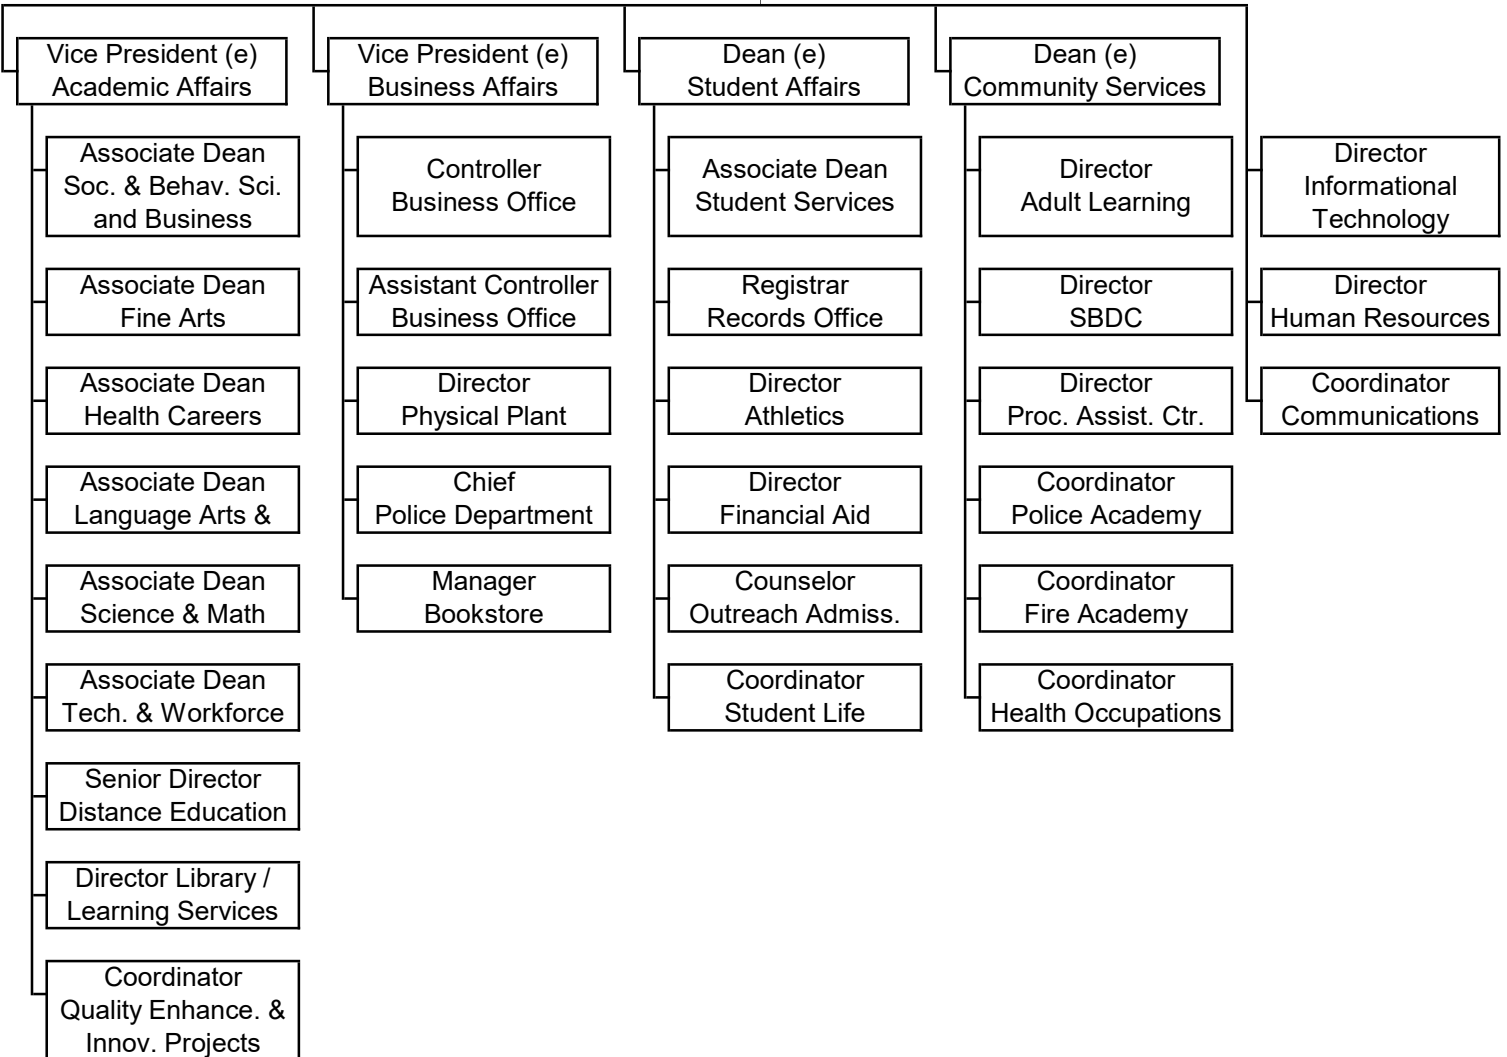 Vice President (e)
Academic Affairs
Vice President (e)
Business Affairs
Dean (e)
Student Affairs
Dean (e)
Community Services
Associate Dean
Soc. & Behav. Sci.
and Business
Associate Dean
Fine Arts
Associate Dean
Health Careers
Associate Dean
Language Arts &
Associate Dean
Science & Math
Associate Dean
Tech. & Workforce
Senior Director
Distance Education
Director Library /
Learning Services
Coordinator
Quality Enhance. &
Innov. Projects
Controller
Business Office
Assistant Controller
Business Office
Director
Physical Plant
Chief
Police Department
Manager
Bookstore
Associate Dean
Student Services
Registrar
Records Office
Director
Athletics
Director
Financial Aid
Counselor
Outreach Admiss.
Coordinator
Student Life
Director
Adult Learning
Director
SBDC
Director
Proc. Assist. Ctr.
Coordinator
Police Academy
Coordinator
Fire Academy
Coordinator
Health Occupations
Director
Informational
Technology
Director
Human Resources
Coordinator
Communications